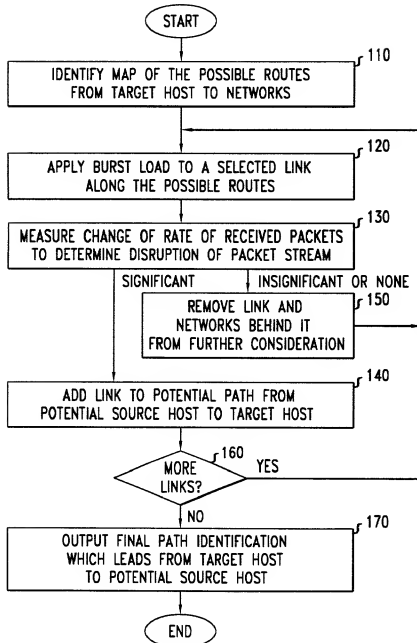 START
110
IDENTIFY MAP OF THE POSSIBLE ROUTES
FROM TARGET HOST TO NETWORKS
120
APPLY BURST LOAD TO A SELECTED LINK
ALONG THE POSSIBLE ROUTES
130
MEASURE CHANGE OF RATE OF RECEIVED PACKETS
TO DETERMINE DISRUPTION OF PACKET STREAM
SIGNIFICANT
INSIGNIFICANT OR NONE
150
REMOVE LINK AND
NETWORKS BEHIND IT
FROM FURTHER CONSIDERATION
140
ADD LINK TO POTENTIAL PATH FROM
POTENTIAL SOURCE HOST TO TARGET HOST
160
MORE
LINKS?
YES
NO
170
OUTPUT FINAL PATH IDENTIFICATION
WHICH LEADS FROM TARGET HOST
TO POTENTIAL SOURCE HOST
END